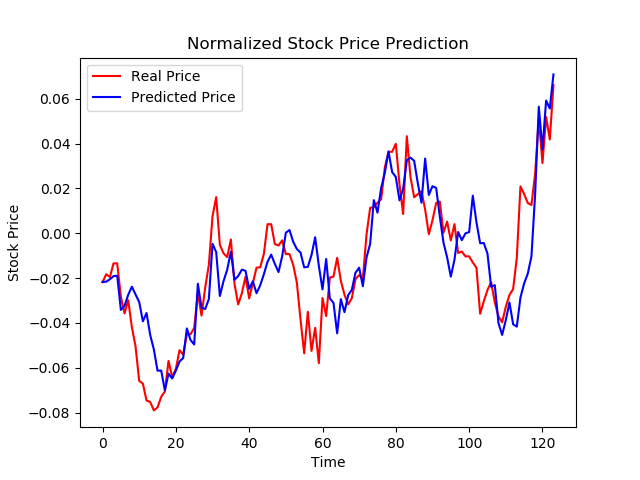 Normalized Stock Price Prediction
Real Price
Predicted Price
0.06
0.04
0.02
0.00
−0.02
−0.04
−0.06
−0.08
Stock Price
0 20 40 60 80 100 120
Time